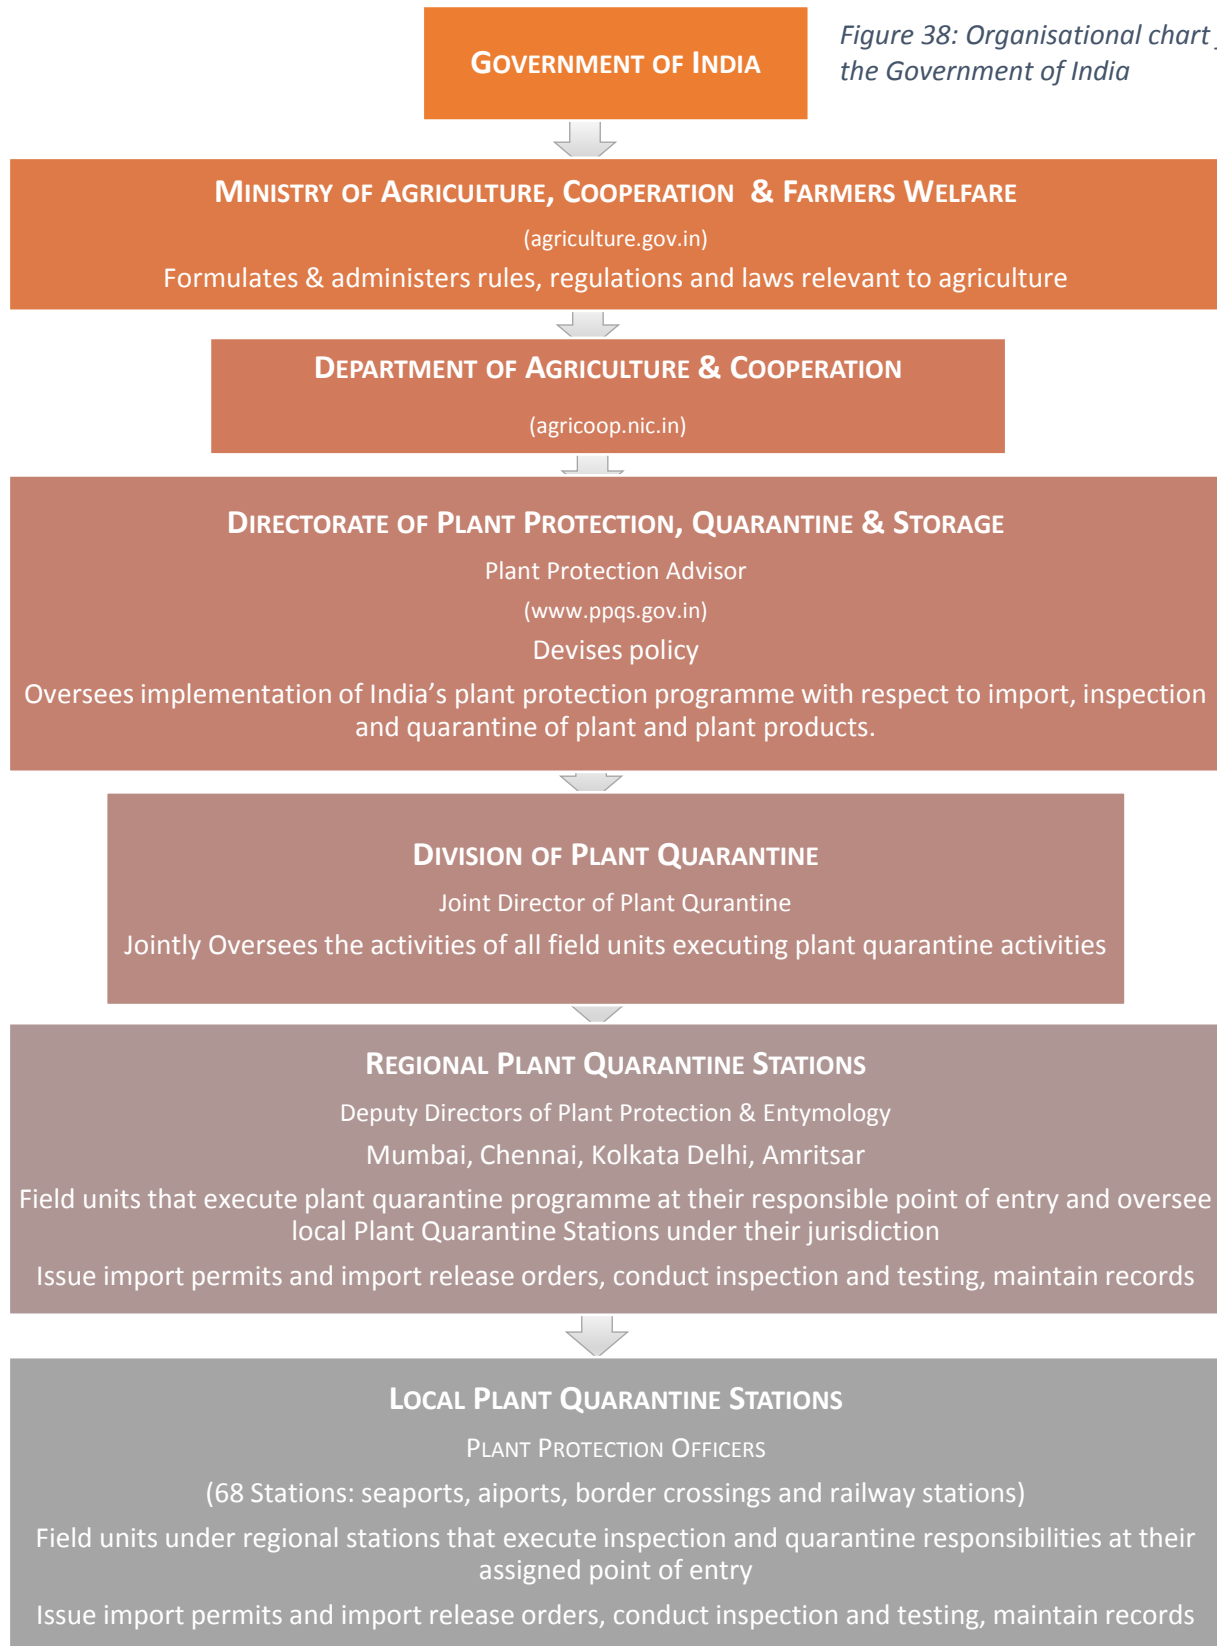 GOVERNMENT OF INDIA
Figure 38: Organisational chart
the Government of India
MINISTRY OF AGRICULTURE, COOPERATION & FARMERS WELFARE
(agriculture.gov.in)
Formulates & administers rules, regulations and laws relevant to agriculture
DEPARTMENT OF AGRICULTURE & COOPERATION
(agricoop.nic.in)
DIRECTORATE OF PLANT PROTECTION, QUARANTINE & STORAGE
Plant Protection Advisor
(www.ppqs.gov.in)
Devises policy
Oversees implementation of India’s plant protection programme with respect to import, inspection
and quarantine of plant and plant products.
DIVISION OF PLANT QUARANTINE
Joint Director of Plant Qurantine
Jointly Oversees the activities of all field units executing plant quarantine activities
REGIONAL PLANT QUARANTINE STATIONS
Deputy Directors of Plant Protection & Entymology
Mumbai, Chennai, Kolkata Delhi, Amritsar
Field units that execute plant quarantine programme at their responsible point of entry and oversee
local Plant Quarantine Stations under their jurisdiction
Issue import permits and import release orders, conduct inspection and testing, maintain records
LOCAL PLANT QUARANTINE STATIONS
PLANT PROTECTION OFFICERS
(68 Stations: seaports, aiports, border crossings and railway stations)
Field units under regional stations that execute inspection and quarantine responsibilities at their
assigned point of entry
Issue import permits and import release orders, conduct inspection and testing, maintain records